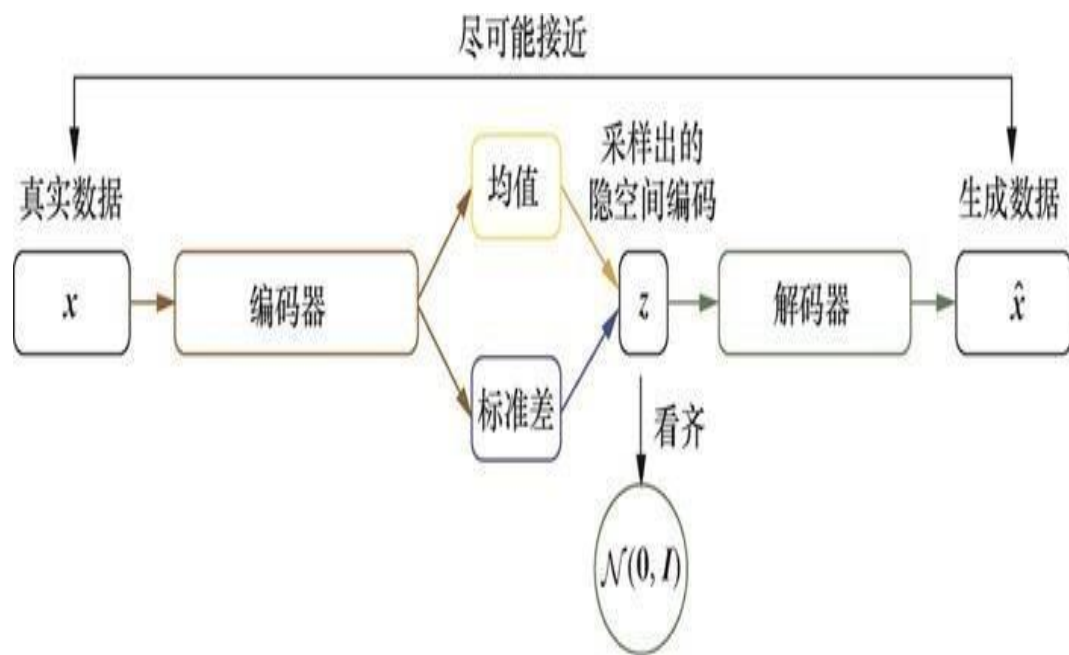 尽可能接近
真实数据
均值
采样出的
隐空间编码
生成数据
x
编码器
z
解码器
x̂
标准差
看齐
𝒩(0, I)